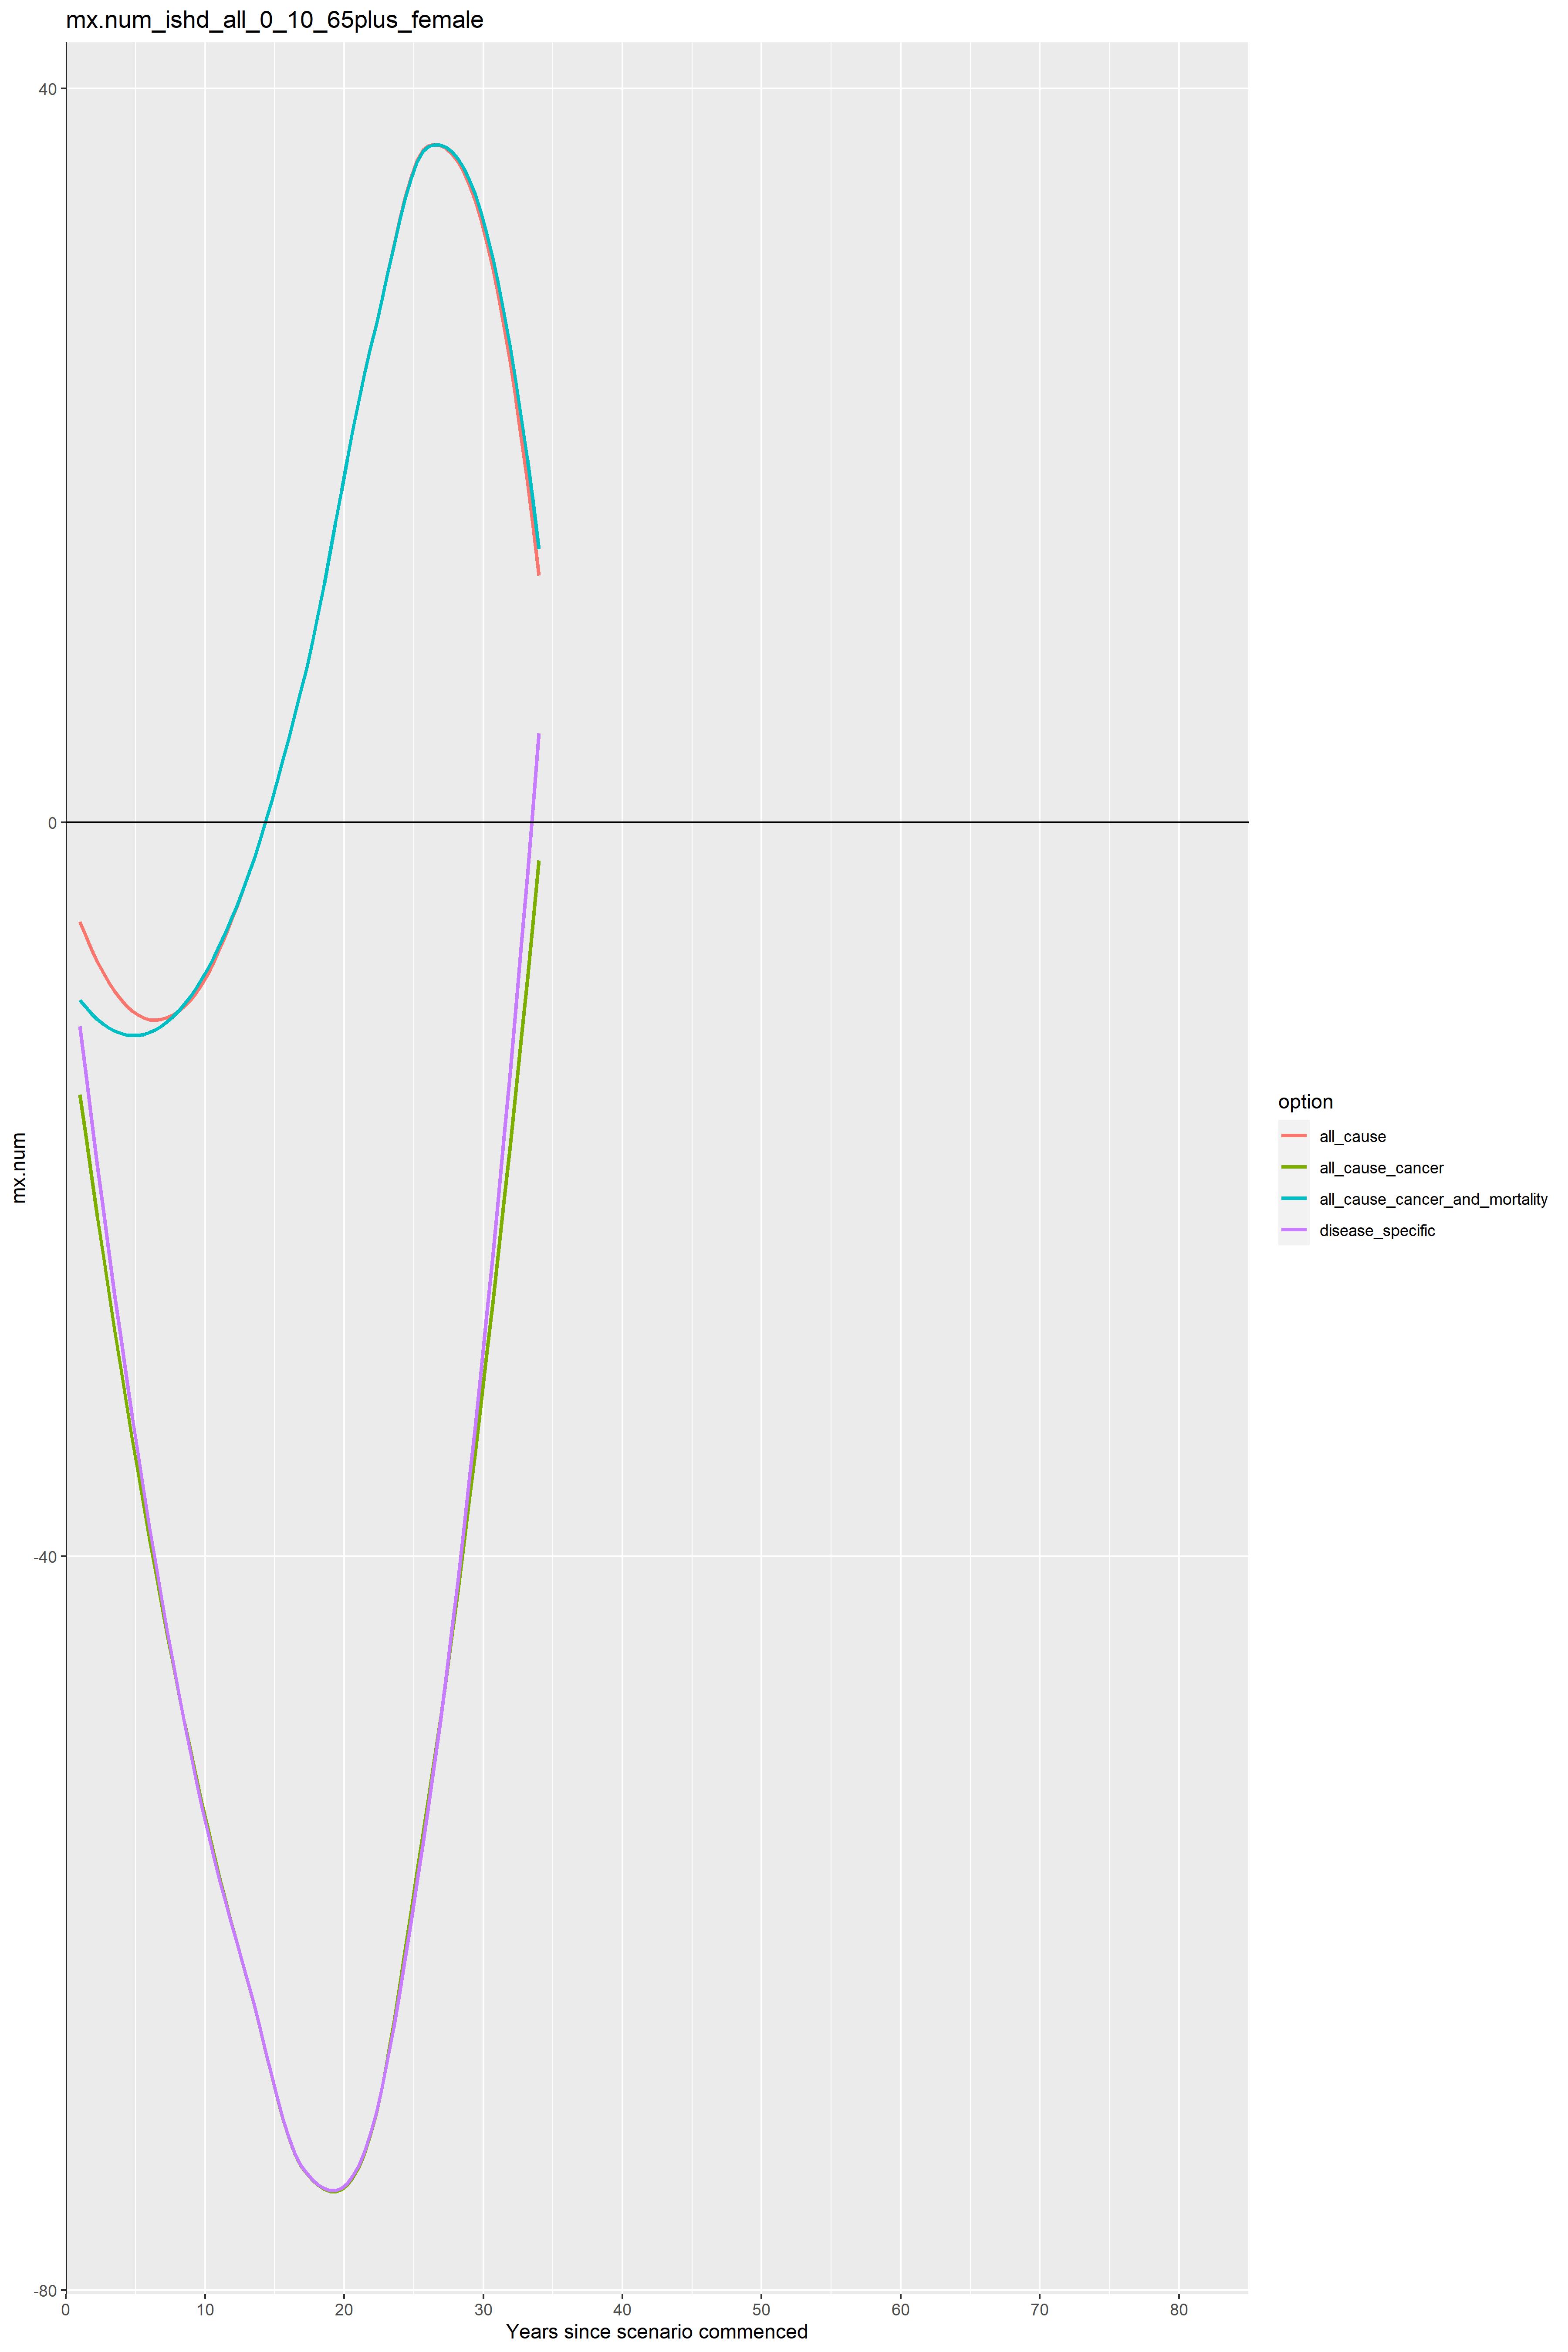 mx.num_ishd_all_0_10_65plus_female
40
0
-40
-80
mx.num
0 10 20 30 40 50 60 70 80
Years since scenario commenced
option
all_cause
all_cause_cancer
all_cause_cancer_and_mortality
disease_specific